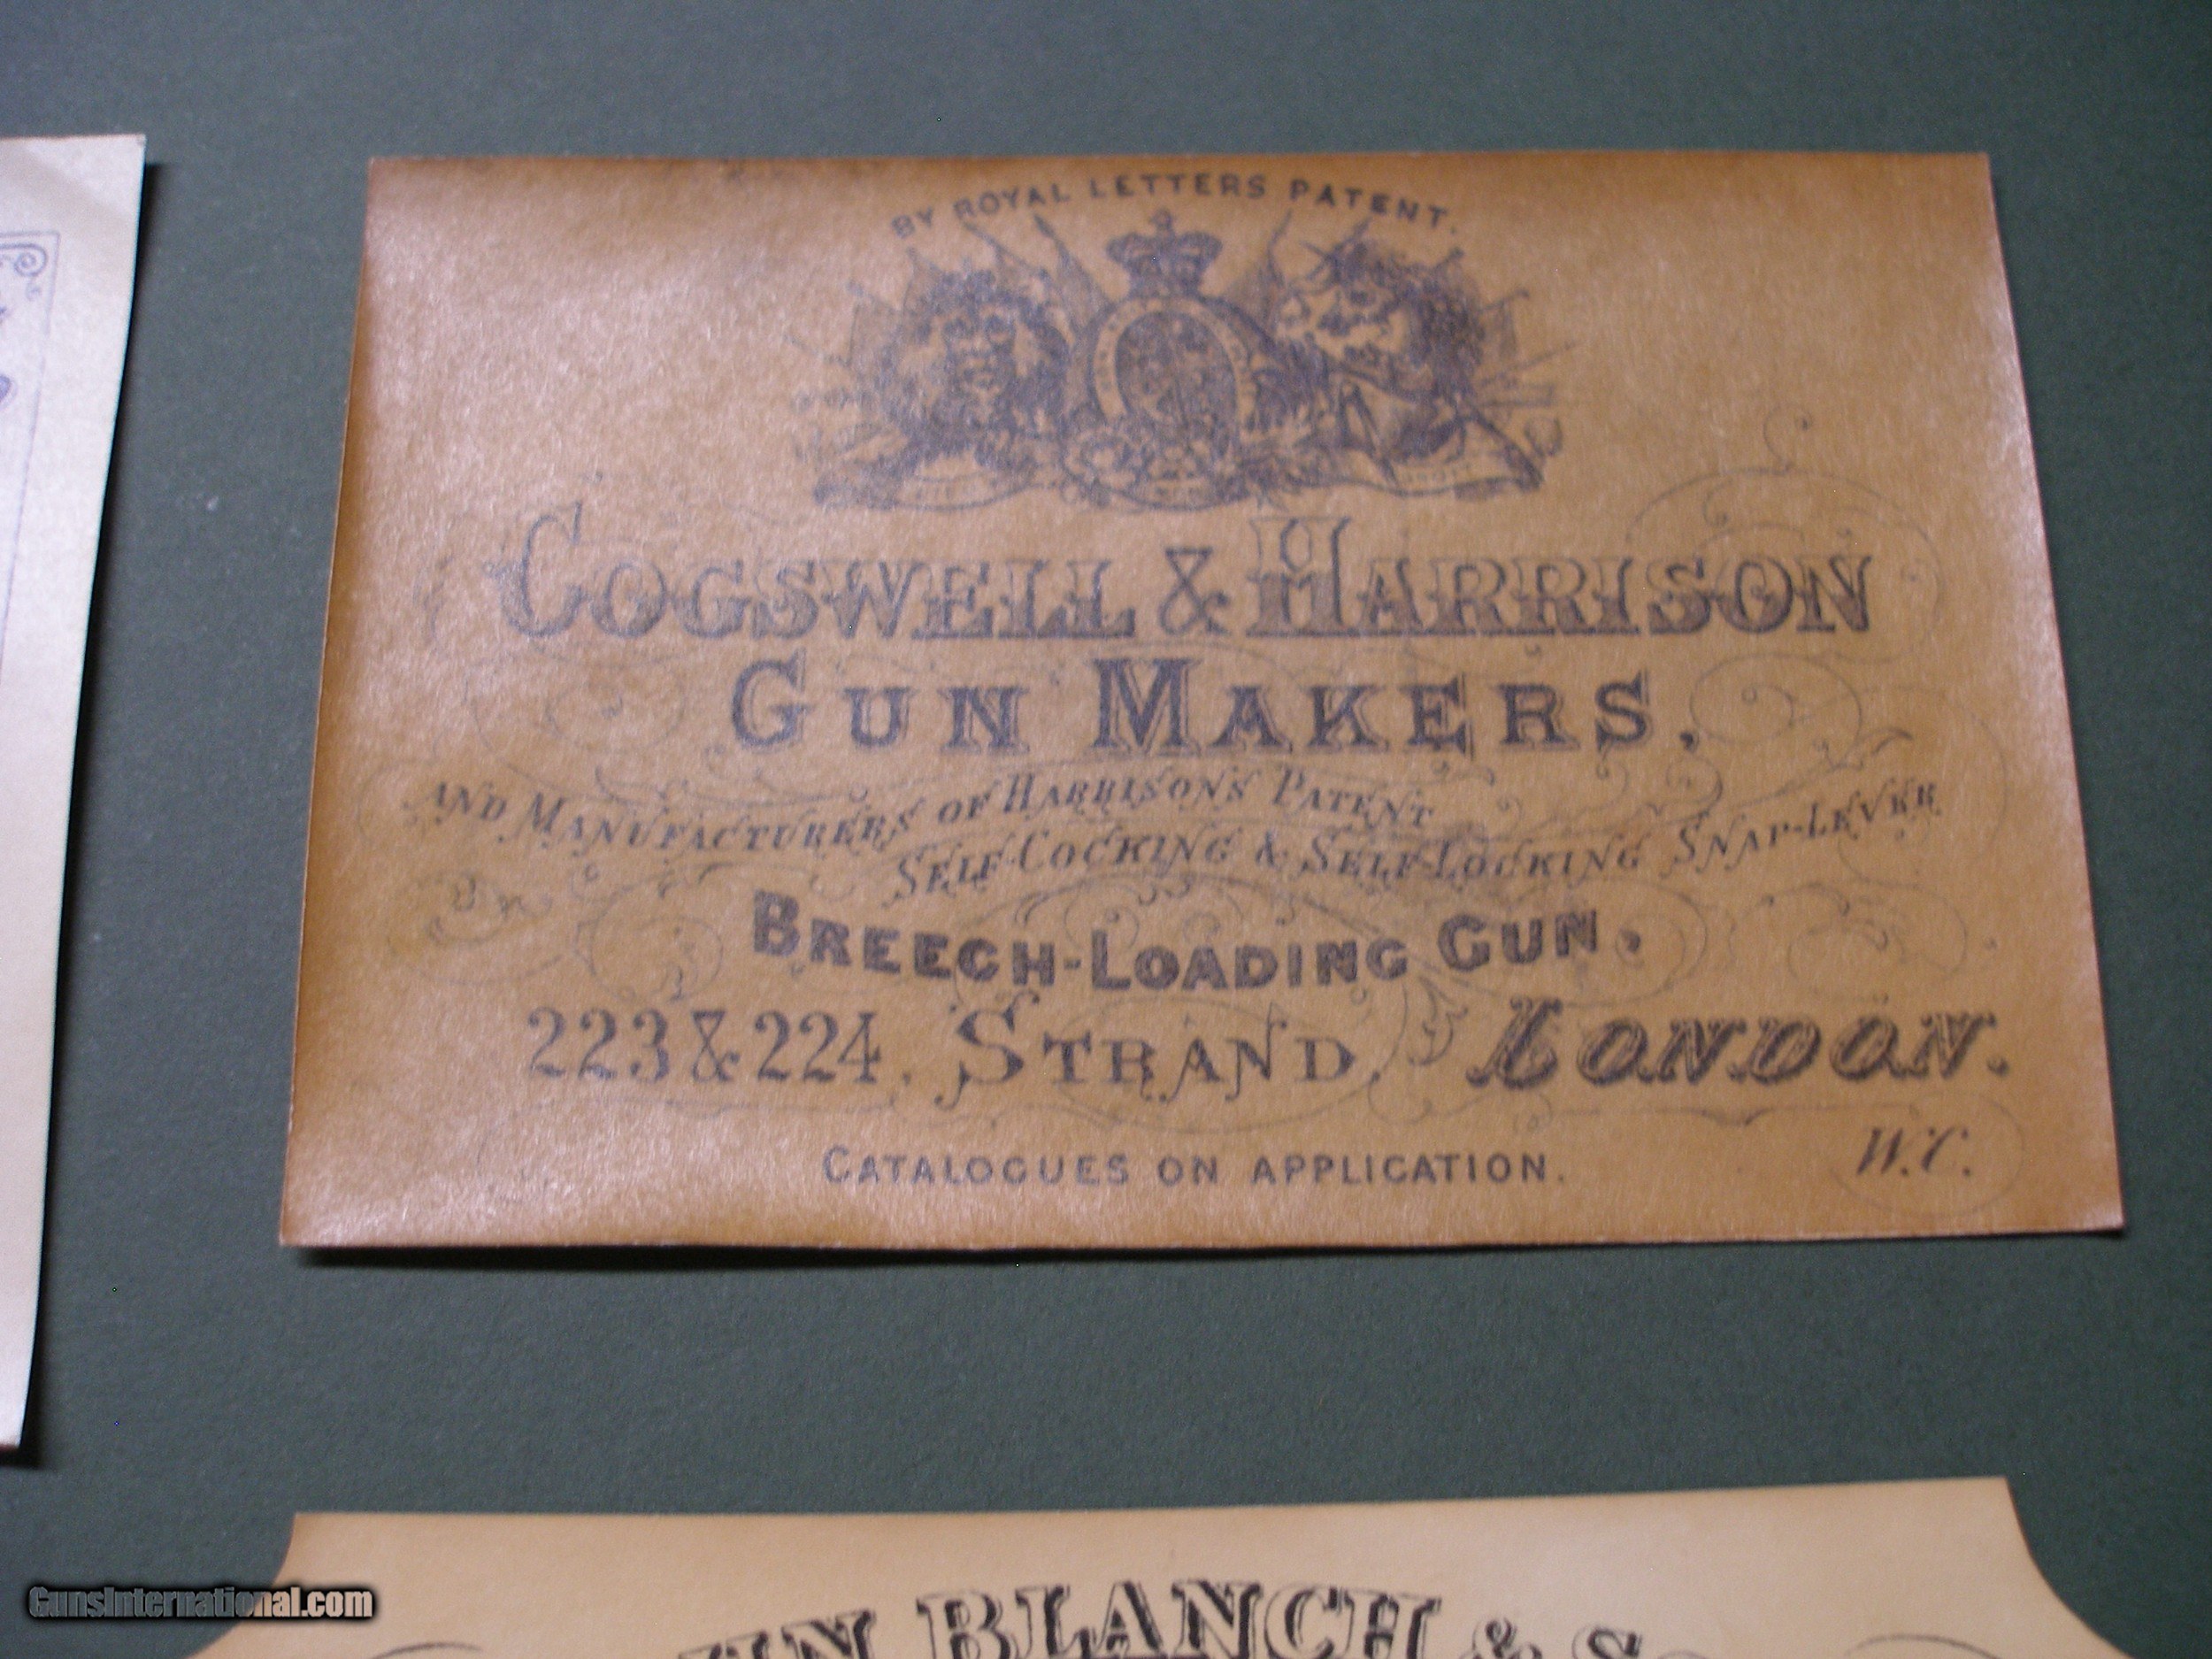 BY ROYAL LETTERS PATENT.
COGSWELL & HARRISON
GUN MAKERS,
AND MANUFACTURERS OF HARRISONS' PATENT
SELF-COCKING & SELF-LOCKING SNAP-LEVER
BREECH-LOADING GUN,
223 & 224, STRAND, LONDON.
W.C.
CATALOGUES ON APPLICATION.
BLANCH & S
GunsInternational.com